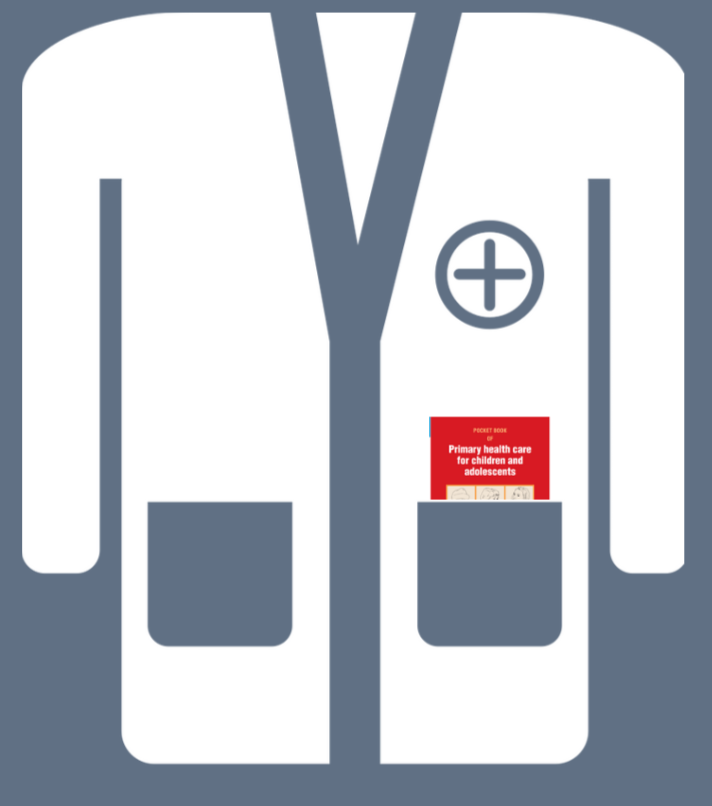 POCKET BOOK
OF
Primary health care
for children and
adolescents